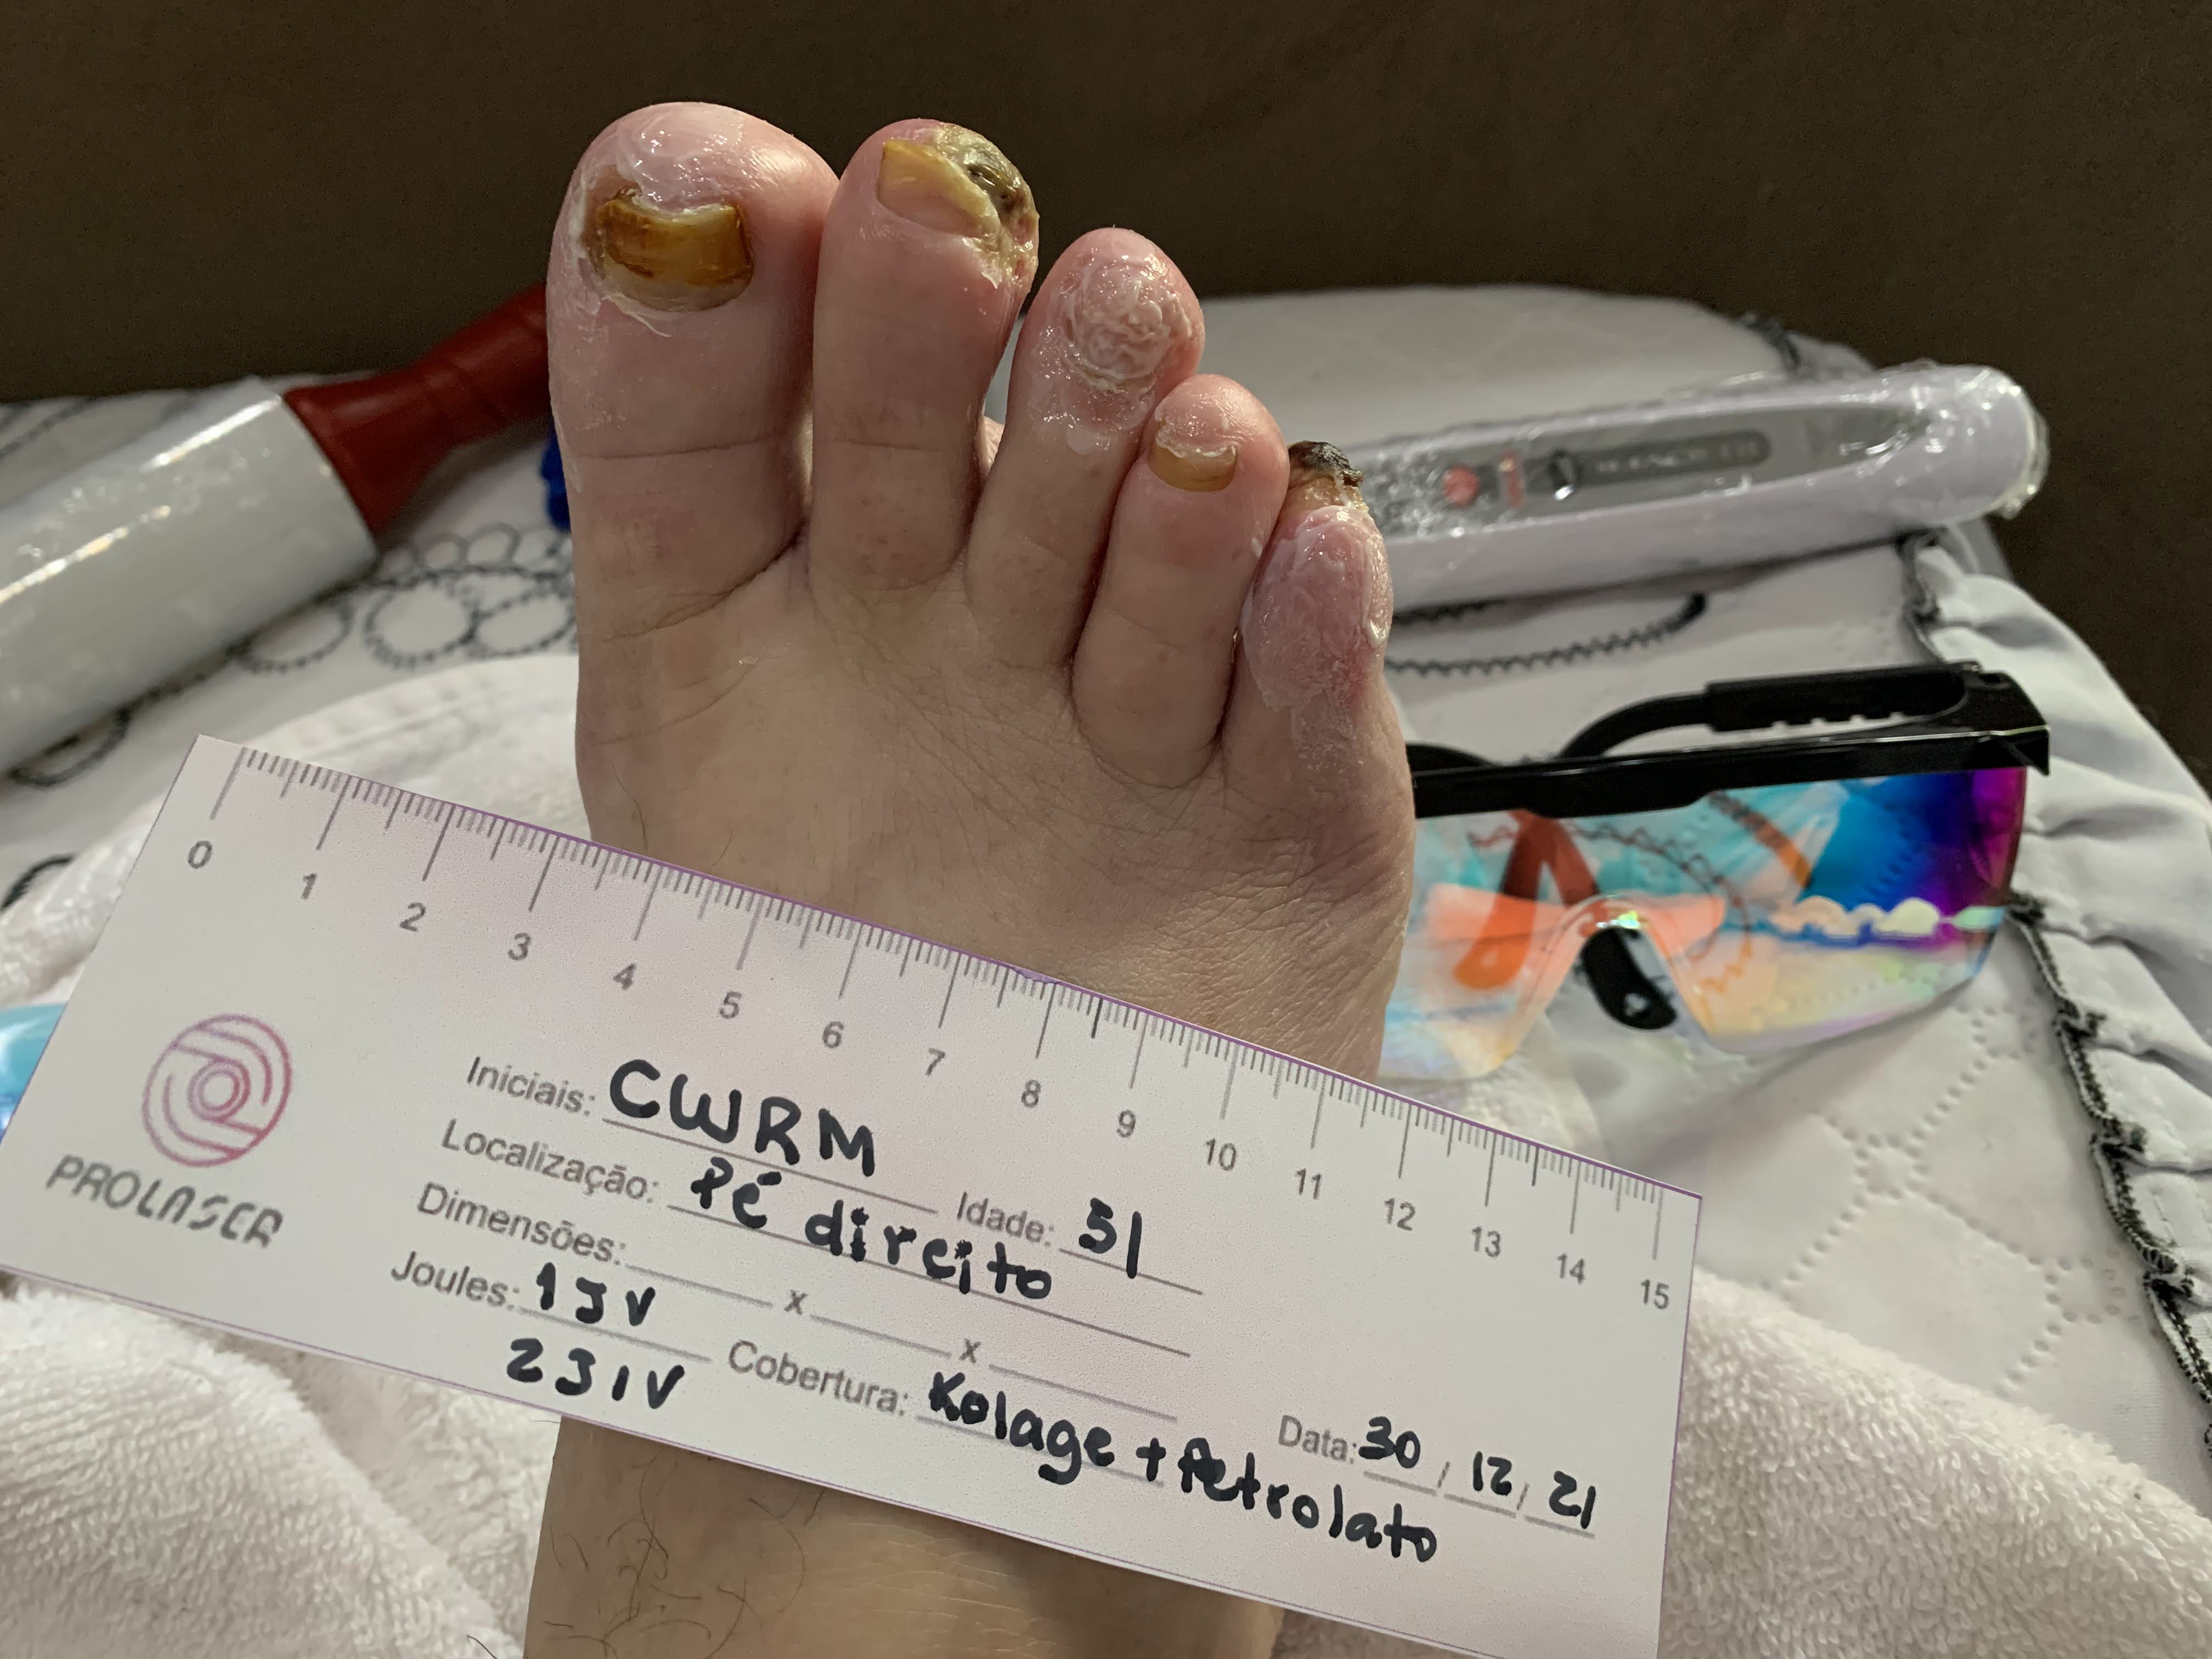 0 1 2 3 4 5 6 7 8 9 10 11 12 13 14 15
PROLASER
Iniciais: CWRM Idade: 51
Localização: Pé direito
Dimensões: x x
Joules: 1JV
2JIV
Cobertura: Kolage + Petrolato
Data: 30 / 12 / 21